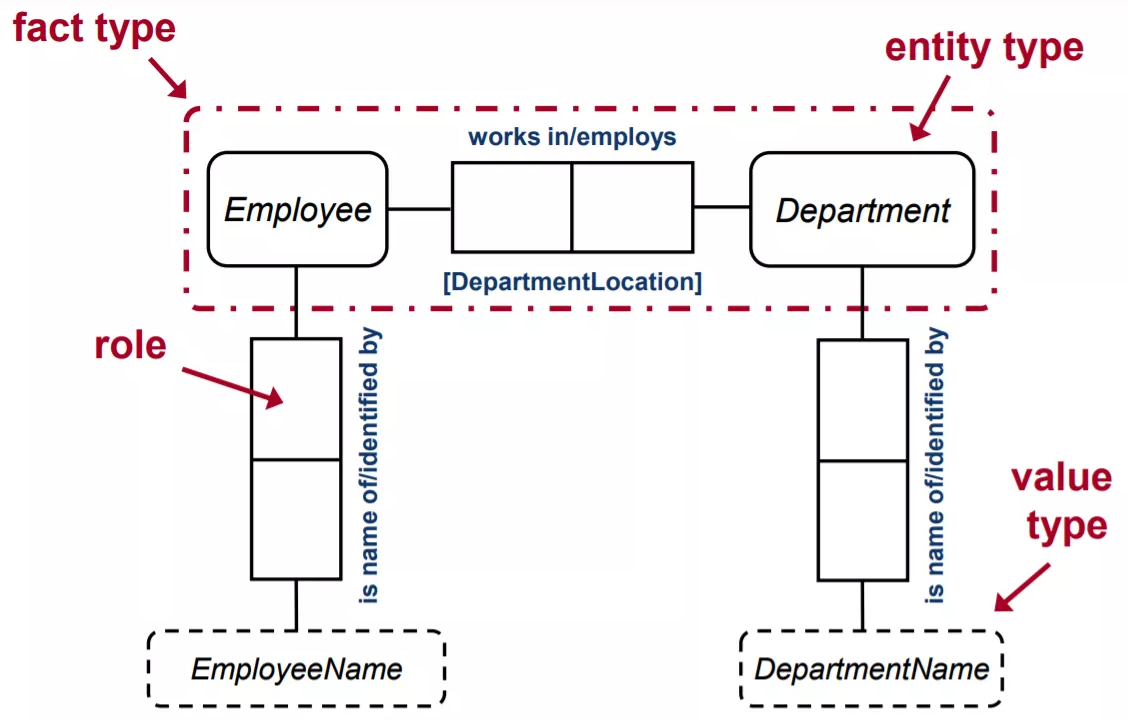 fact type
entity type
works in/employs
Employee
Department
[DepartmentLocation]
role
is name of/identified by
is name of/identified by
value
type
EmployeeName
DepartmentName